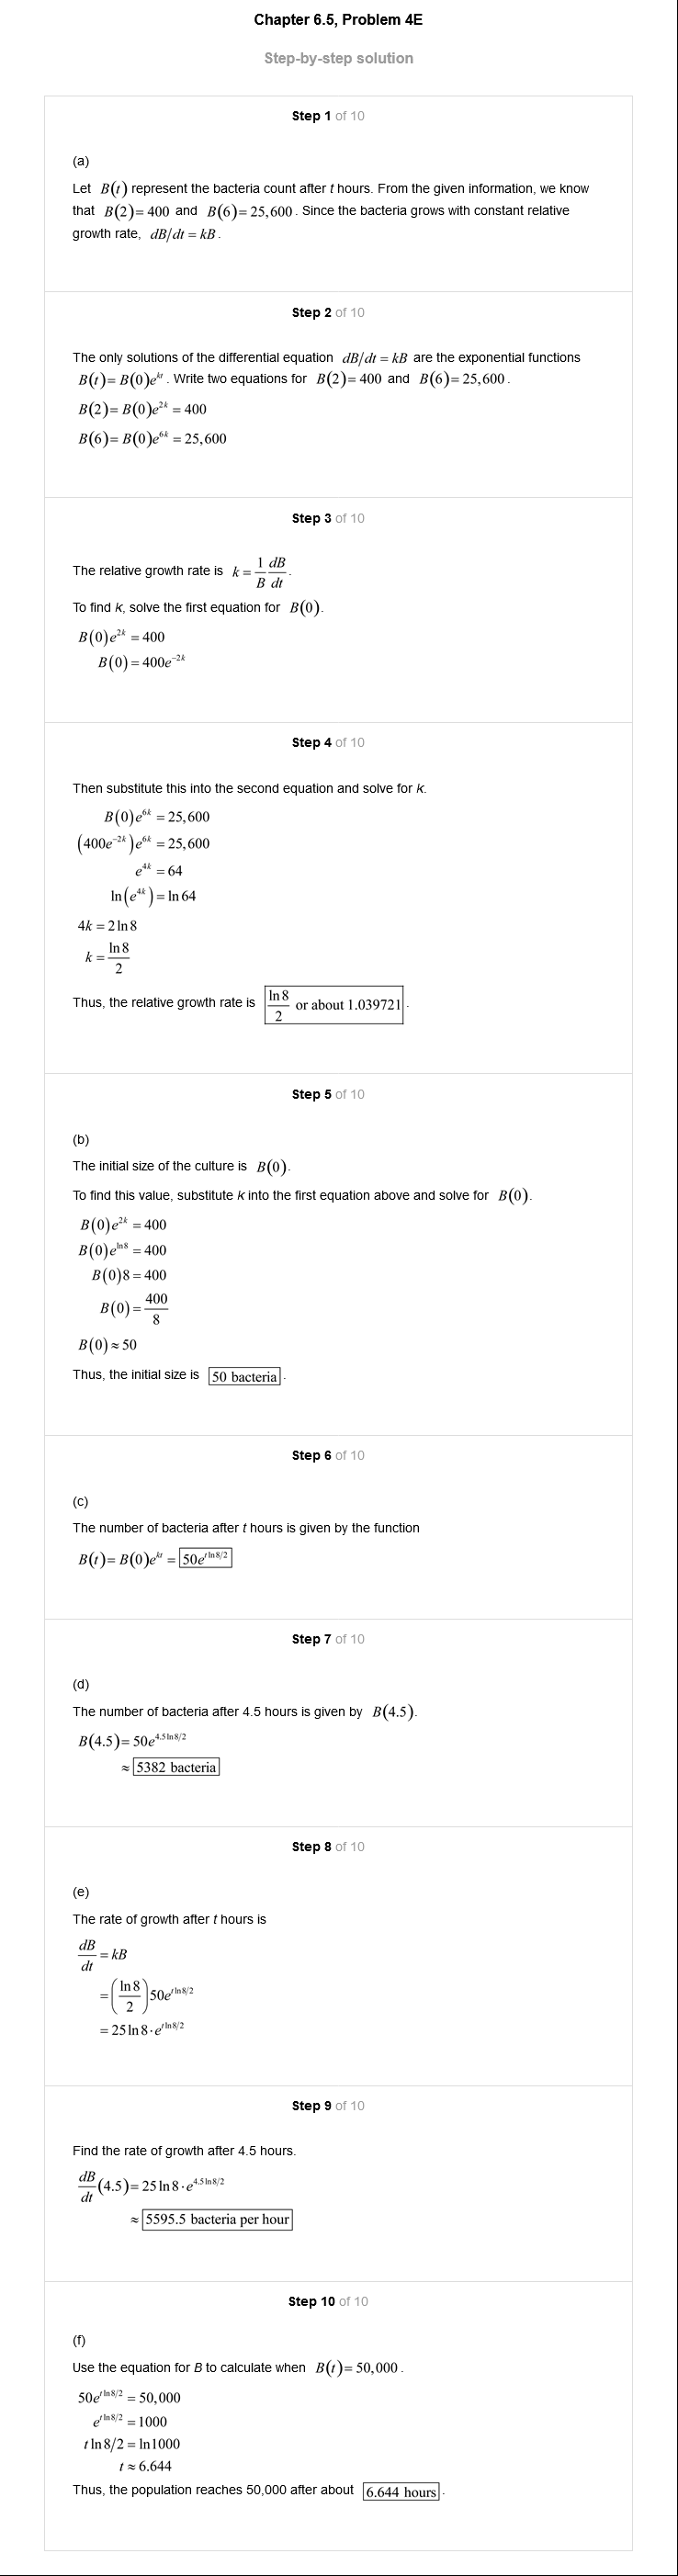 Chapter 6.5, Problem 4E
Step-by-step solution
Step 1 of 10
(a)
Let B(t) represent the bacteria count after t hours. From the given information, we know
that B(2)= 400 and B(6)= 25,600. Since the bacteria grows with constant relative
growth rate, dB/dt = kB.
Step 2 of 10
The only solutions of the differential equation dB/dt = kB are the exponential functions
B(t)= B(0)e^{kt}. Write two equations for B(2)= 400 and B(6)= 25,600.
B(2)= B(0)e^{2k} = 400
B(6)= B(0)e^{6k} = 25,600
Step 3 of 10
The relative growth rate is k = \frac{1}{B}\frac{dB}{dt}.
To find k, solve the first equation for B(0).
B(0)e^{2k} = 400
B(0)= 400e^{-2k}
Step 4 of 10
Then substitute this into the second equation and solve for k.
B(0)e^{6k} = 25,600
(400e^{-2k})e^{6k} = 25,600
e^{4k} = 64
ln(e^{4k})= ln 64
4k = 2 ln 8
k = \frac{ln 8}{2}
Thus, the relative growth rate is \frac{ln 8}{2} or about 1.039721.
Step 5 of 10
(b)
The initial size of the culture is B(0).
To find this value, substitute k into the first equation above and solve for B(0).
B(0)e^{2k} = 400
B(0)e^{ln 8} = 400
B(0)8 = 400
B(0)= \frac{400}{8}
B(0)≈ 50
Thus, the initial size is 50 bacteria.
Step 6 of 10
(c)
The number of bacteria after t hours is given by the function
B(t)= B(0)e^{kt} = 50e^{t ln 8/2}
Step 7 of 10
(d)
The number of bacteria after 4.5 hours is given by B(4.5).
B(4.5)= 50e^{4.5 ln 8/2}
≈ 5382 bacteria
Step 8 of 10
(e)
The rate of growth after t hours is
\frac{dB}{dt} = kB
= (\frac{ln 8}{2})50e^{t ln 8/2}
= 25 ln 8 · e^{t ln 8/2}
Step 9 of 10
Find the rate of growth after 4.5 hours.
\frac{dB}{dt}(4.5)= 25 ln 8 · e^{4.5 ln 8/2}
≈ 5595.5 bacteria per hour
Step 10 of 10
(f)
Use the equation for B to calculate when B(t)= 50,000.
50e^{t ln 8/2} = 50,000
e^{t ln 8/2} = 1000
t ln 8/2 = ln 1000
t ≈ 6.644
Thus, the population reaches 50,000 after about 6.644 hours.